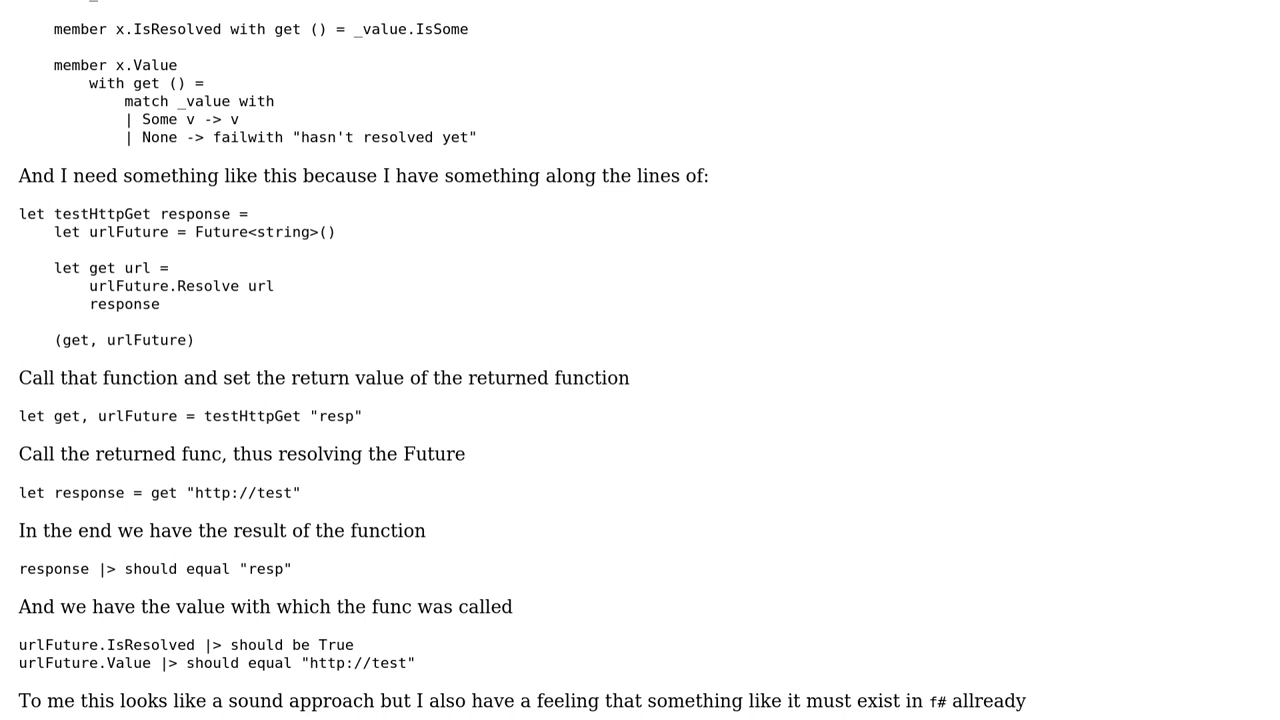 member x.IsResolved with get () = _value.IsSome
member x.Value
with get () =
match _value with
| Some v -> v
| None -> failwith "hasn't resolved yet"
And I need something like this because I have something along the lines of:
let testHttpGet response =
let urlFuture = Future<string>()
let get url =
urlFuture.Resolve url
response
(get, urlFuture)
Call that function and set the return value of the returned function
let get, urlFuture = testHttpGet "resp"
Call the returned func, thus resolving the Future
let response = get "http://test"
In the end we have the result of the function
response |> should equal "resp"
And we have the value with which the func was called
urlFuture.IsResolved |> should be True
urlFuture.Value |> should equal "http://test"
To me this looks like a sound approach but I also have a feeling that something like it must exist in f# allready